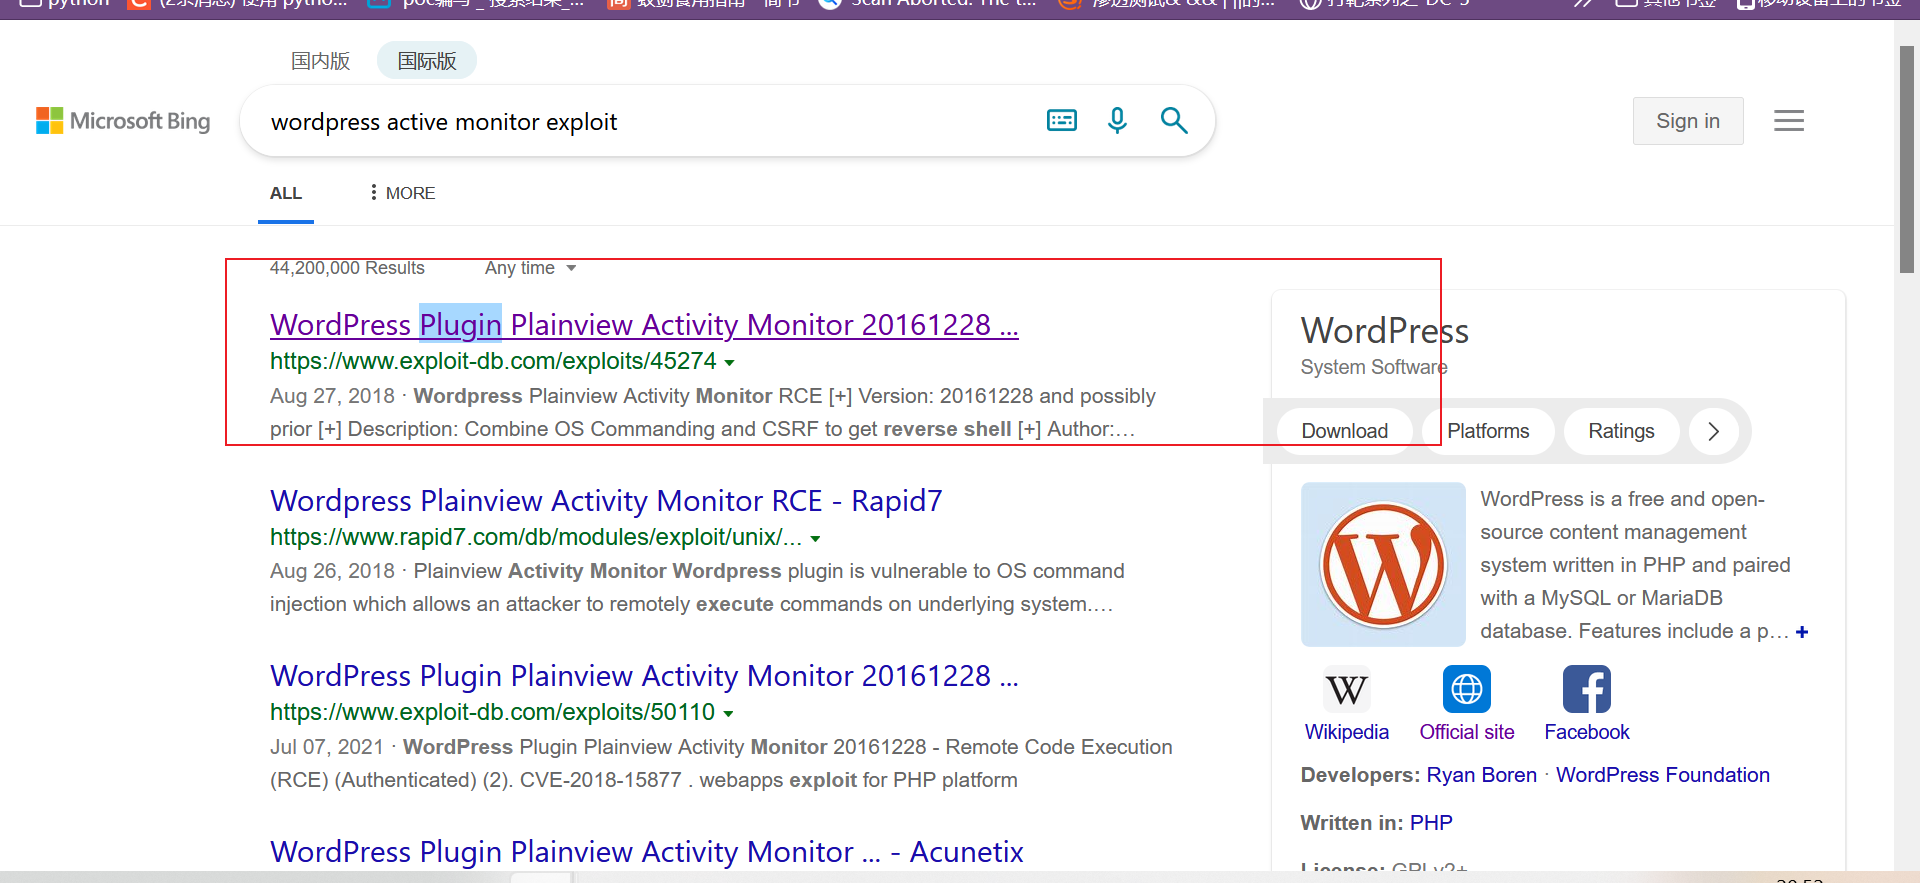 python
国内版 国际版
Microsoft Bing
wordpress active monitor exploit
Sign in
ALL
MORE
44,200,000 Results
Any time
WordPress Plugin Plainview Activity Monitor 20161228 ...
https://www.exploit-db.com/exploits/45274
Aug 27, 2018 · Wordpress Plainview Activity Monitor RCE [+] Version: 20161228 and possibly
prior [+] Description: Combine OS Commanding and CSRF to get reverse shell [+] Author:…
Wordpress Plainview Activity Monitor RCE - Rapid7
https://www.rapid7.com/db/modules/exploit/unix/...
Aug 26, 2018 · Plainview Activity Monitor Wordpress plugin is vulnerable to OS command
injection which allows an attacker to remotely execute commands on underlying system.…
WordPress Plugin Plainview Activity Monitor 20161228 ...
https://www.exploit-db.com/exploits/50110
Jul 07, 2021 · WordPress Plugin Plainview Activity Monitor 20161228 - Remote Code Execution
(RCE) (Authenticated) (2). CVE-2018-15877 . webapps exploit for PHP platform
WordPress Plugin Plainview Activity Monitor ... - Acunetix
WordPress
System Software
Download
Platforms
Ratings
WordPress is a free and open-
source content management
system written in PHP and paired
with a MySQL or MariaDB
database. Features include a p… +
Wikipedia
Official site
Facebook
Developers: Ryan Boren · WordPress Foundation
Written in: PHP
License: GPLv2+